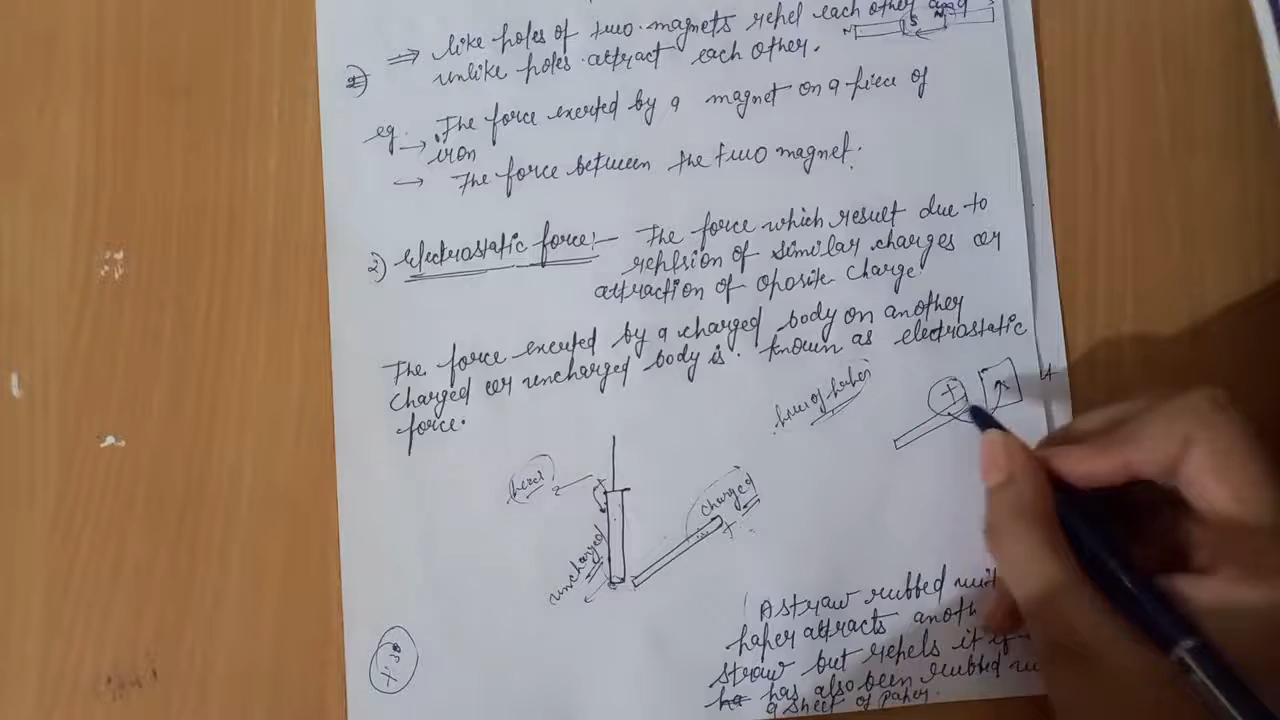 ⇒ like poles of two magnets repel each other and
unlike poles attract each other.
N S N S
eg. → The force exerted by a magnet on a piece of
iron
→ The force between the two magnet.
2) Electrostatic force:- The force which result due to
replsion of similar charges or
attraction of oposite charge
The force exerted by a charged body on another
charged or uncharged body is known as electrostatic
force.
+
uncharged
charged
+
A straw rubbed
paper attracts anoth
straw but repels it if
has also been rubbed
a sheet of paper.